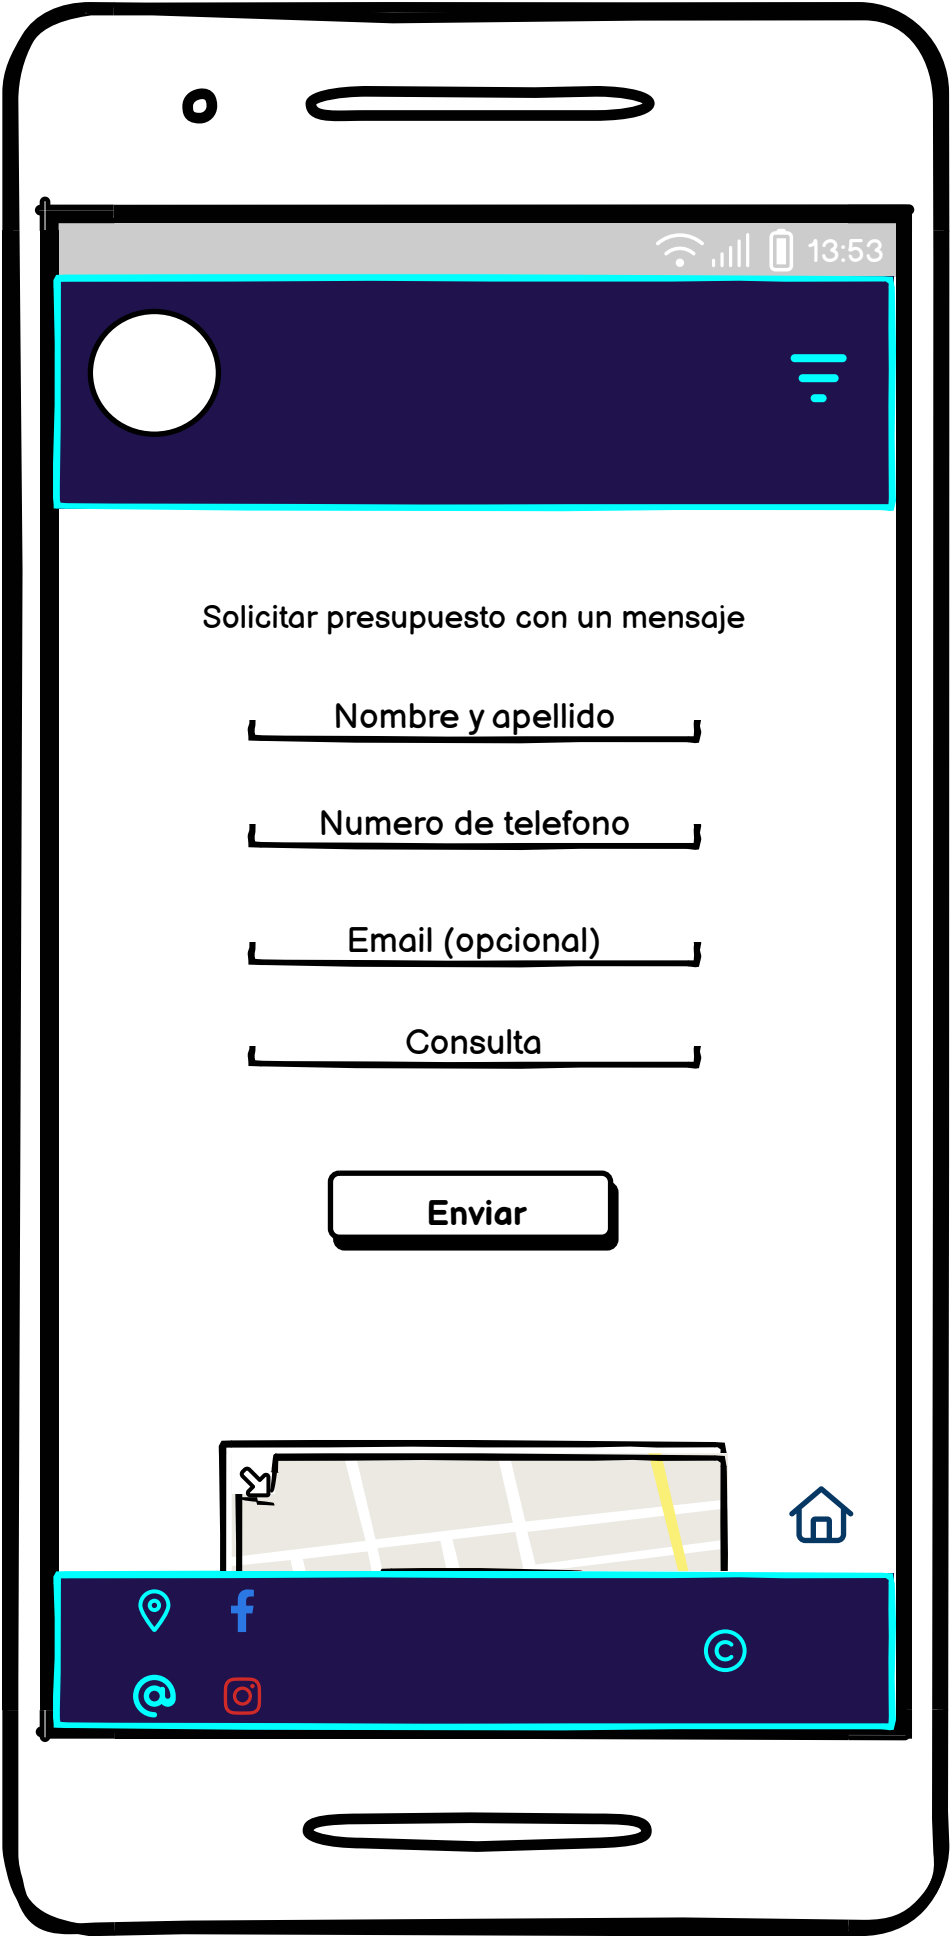 13:53
Solicitar presupuesto con un mensaje
Nombre y apellido
Numero de telefono
Email (opcional)
Consulta
Enviar